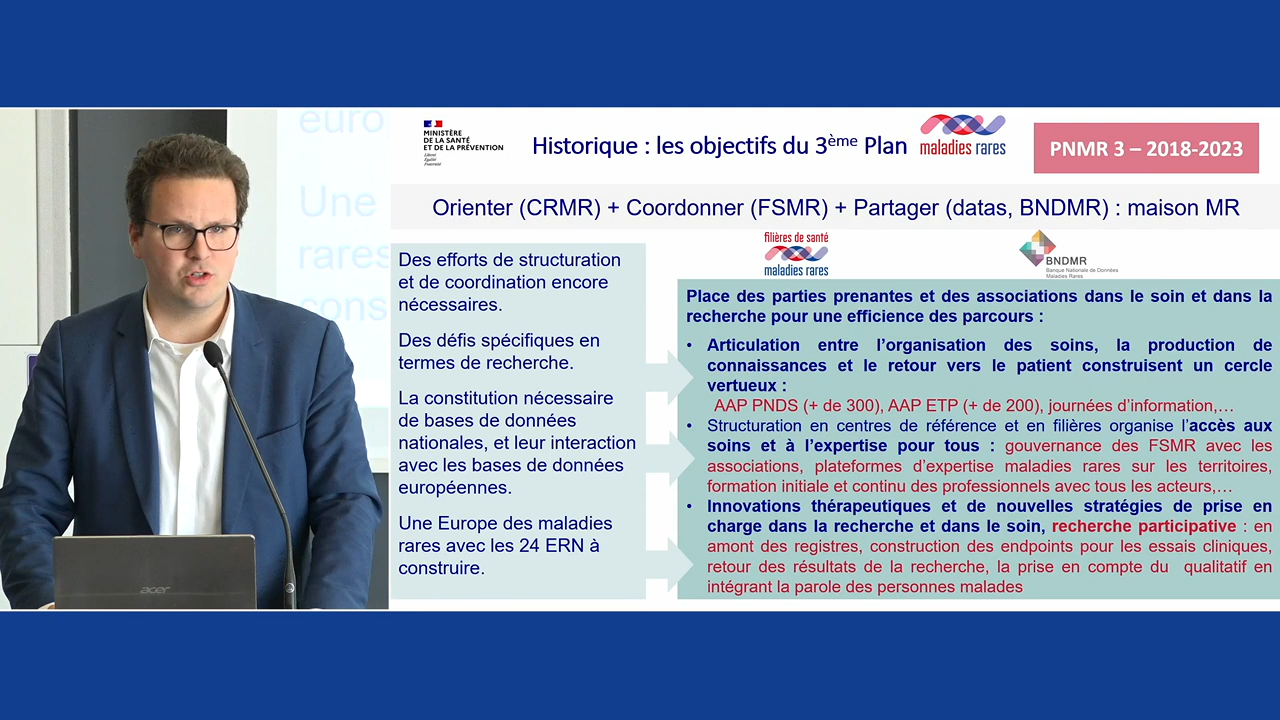 euro
Une
rares
cons
acer
MINISTÈRE
DE LA SANTÉ
ET DE LA PRÉVENTION
Liberté
Égalité
Fraternité
Historique : les objectifs du 3ème Plan
maladies rares
PNMR 3 – 2018-2023
Orienter (CRMR) + Coordonner (FSMR) + Partager (datas, BNDMR) : maison MR
filières de santé
maladies rares
BNDMR
Banque Nationale de Données
Maladies Rares
Des efforts de structuration
et de coordination encore
nécessaires.
Des défis spécifiques en
termes de recherche.
La constitution nécessaire
de bases de données
nationales, et leur interaction
avec les bases de données
européennes.
Une Europe des maladies
rares avec les 24 ERN à
construire.
Place des parties prenantes et des associations dans le soin et dans la
recherche pour une efficience des parcours :
• Articulation entre l’organisation des soins, la production de
connaissances et le retour vers le patient construisent un cercle
vertueux :
AAP PNDS (+ de 300), AAP ETP (+ de 200), journées d’information,…
• Structuration en centres de référence et en filières organise l’accès aux
soins et à l’expertise pour tous : gouvernance des FSMR avec les
associations, plateformes d’expertise maladies rares sur les territoires,
formation initiale et continu des professionnels avec tous les acteurs,…
• Innovations thérapeutiques et de nouvelles stratégies de prise en
charge dans la recherche et dans le soin, recherche participative : en
amont des registres, construction des endpoints pour les essais cliniques,
retour des résultats de la recherche, la prise en compte du qualitatif en
intégrant la parole des personnes malades